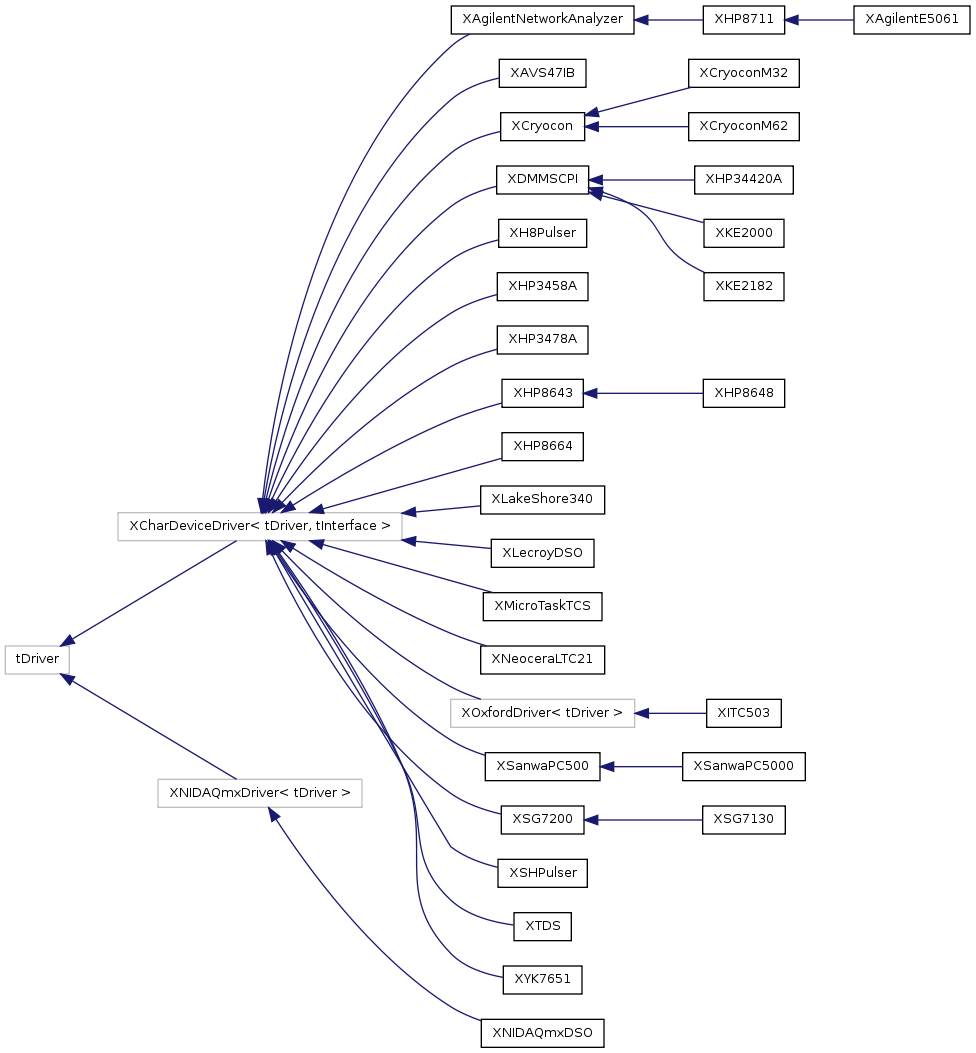 XAgilentNetworkAnalyzer
XHP8711
XAgilentE5061
XAVS47IB
XCryoconM32
XCryocon
XCryoconM62
XDMMSCPI
XHP34420A
XH8Pulser
XKE2000
XHP3458A
XKE2182
XHP3478A
XHP8643
XHP8648
XHP8664
XLakeShore340
XCharDeviceDriver< tDriver, tInterface >
XLecroyDSO
XMicroTaskTCS
tDriver
XNeoceraLTC21
XOxfordDriver< tDriver >
XITC503
XSanwaPC500
XSanwaPC5000
XNIDAQmxDriver< tDriver >
XSG7200
XSG7130
XSHPulser
XTDS
XYK7651
XNIDAQmxDSO